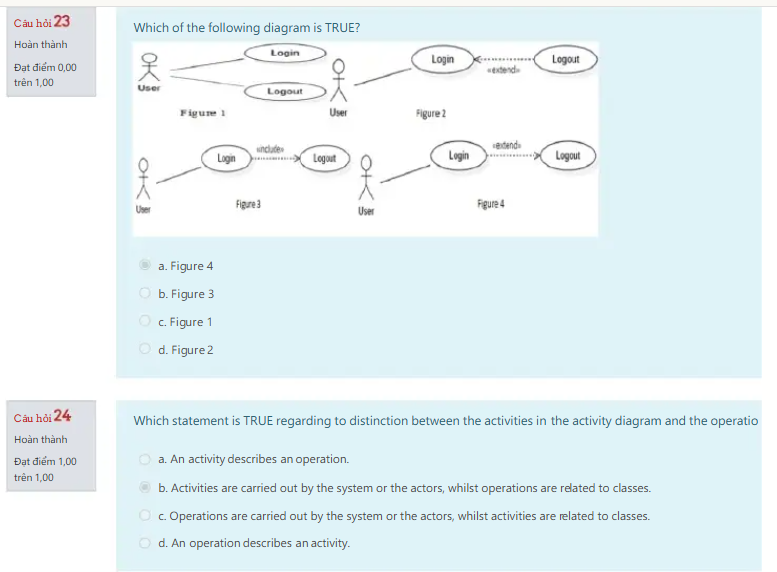 Câu hỏi 23
Hoàn thành
Đạt điểm 0,00
trên 1,00
Which of the following diagram is TRUE?
Login
Logout
User
Figure 1
Login
«extend»
Logout
User
Figure 2
Login
«include»
Logout
User
Figure 3
Login
«extend»
Logout
User
Figure 4
a. Figure 4
b. Figure 3
c. Figure 1
d. Figure 2
Câu hỏi 24
Hoàn thành
Đạt điểm 1,00
trên 1,00
Which statement is TRUE regarding to distinction between the activities in the activity diagram and the operatio
a. An activity describes an operation.
b. Activities are carried out by the system or the actors, whilst operations are related to classes.
c. Operations are carried out by the system or the actors, whilst activities are related to classes.
d. An operation describes an activity.